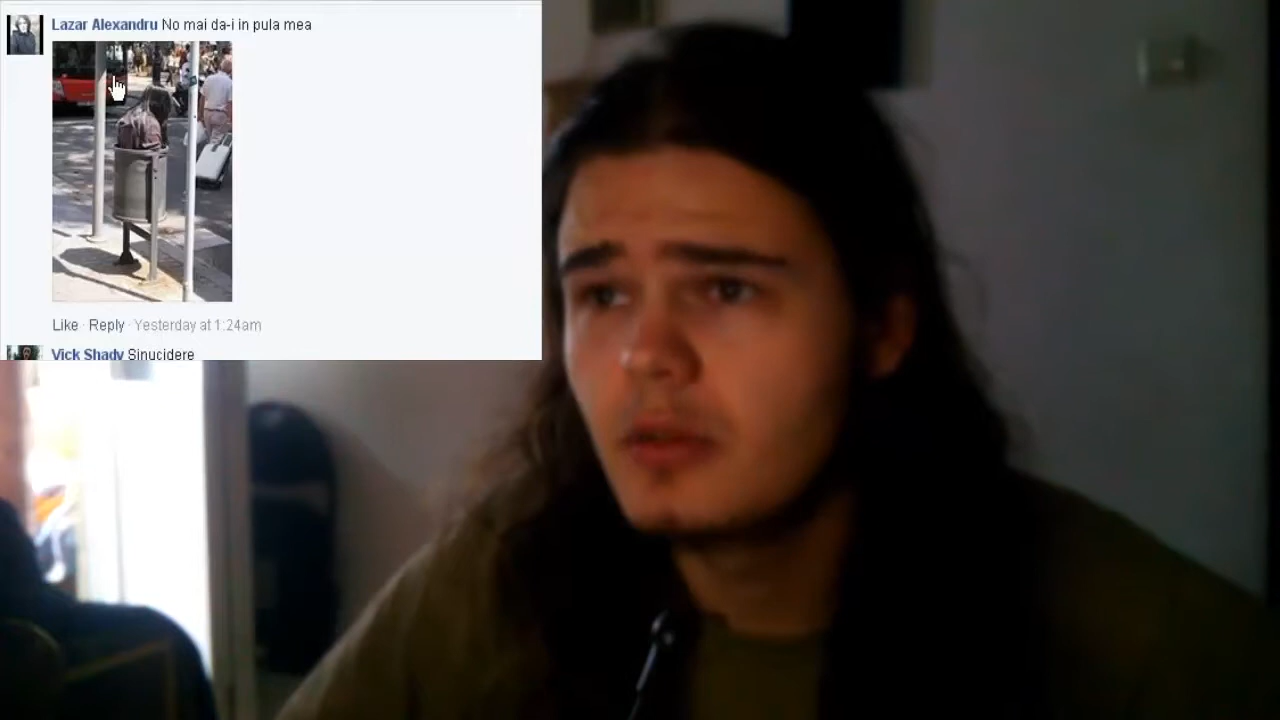 Lazar Alexandru No mai da-i in pula mea
Like · Reply · Yesterday at 1:24am
Vick Shady Sinucidere